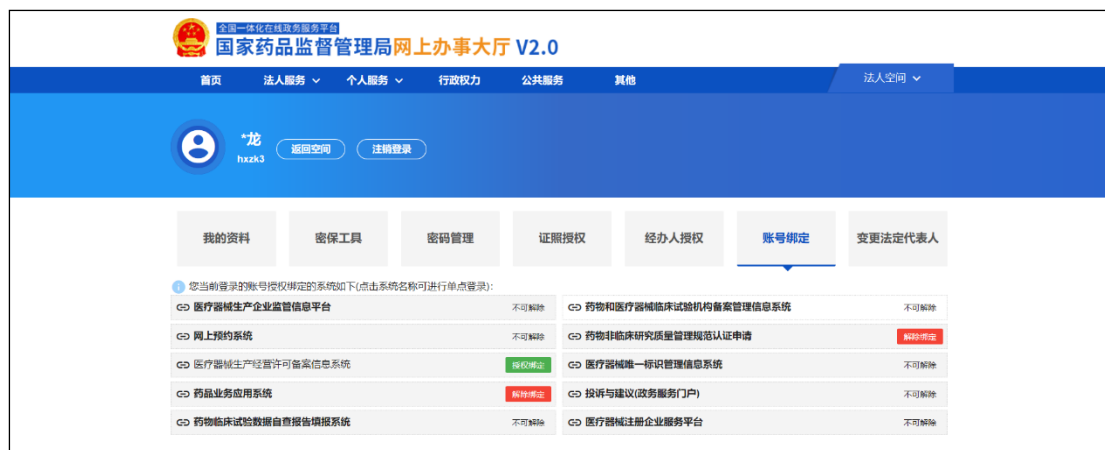 全国一体化在线政务服务平台
国家药品监督管理局网上办事大厅 V2.0
首页 法人服务 个人服务 行政权力 公共服务 其他 法人空间
*龙
hxzk3
返回空间 注销登录
我的资料 密保工具 密码管理 证照授权 经办人授权 账号绑定 变更法定代表人
您当前登录的账号授权绑定的系统如下(点击系统名称可进行单点登录):
医疗器械生产企业监管信息平台 不可解除 药物和医疗器械临床试验机构备案管理信息系统 不可解除
网上预约系统 不可解除 药物非临床研究质量管理规范认证申请 解除绑定
医疗器械生产经营许可备案信息系统 授权绑定 医疗器械唯一标识管理信息系统 不可解除
药品业务应用系统 解除绑定 投诉与建议(政务服务门户) 不可解除
药物临床试验数据自查报告填报系统 不可解除 医疗器械注册企业服务平台 不可解除